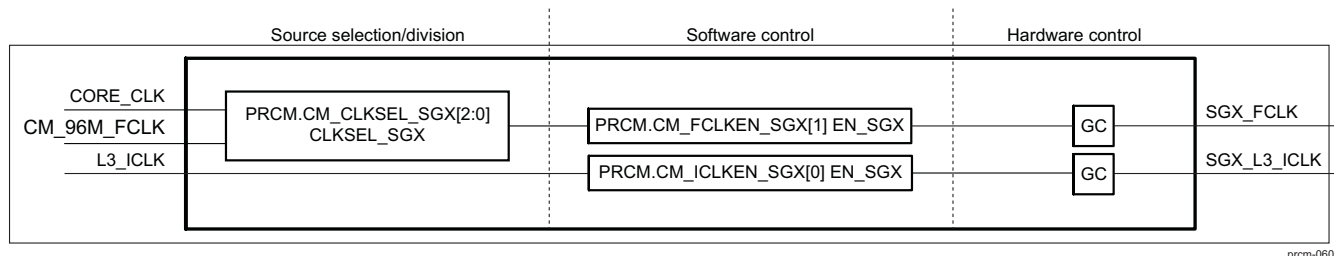 Source selection/division
Software control
Hardware control
CORE_CLK
CM_96M_FCLK
L3_ICLK
PRCM.CM_CLKSEL_SGX[2:0]
CLKSEL_SGX
PRCM.CM_FCLKEN_SGX[1] EN_SGX
PRCM.CM_ICLKEN_SGX[0] EN_SGX
GC
GC
SGX_FCLK
SGX_L3_ICLK
prcm-060